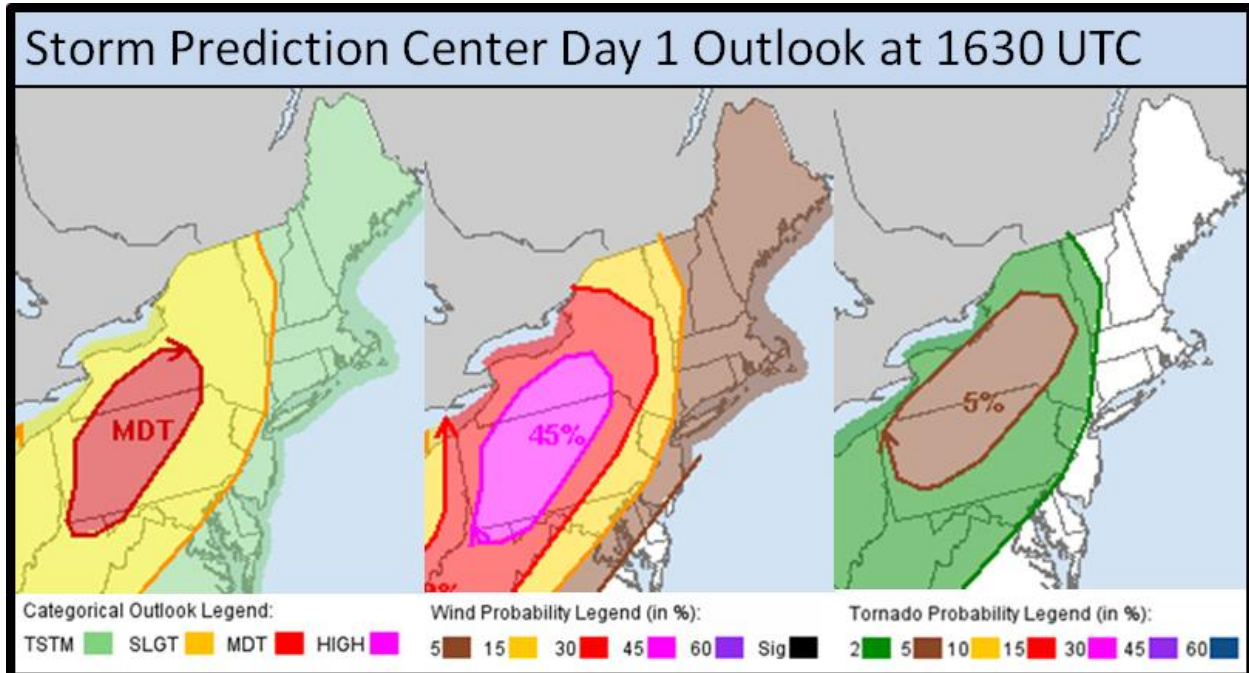 Storm Prediction Center Day 1 Outlook at 1630 UTC
MDT
45%
5%
Categorical Outlook Legend:
TSTM SLGT MDT HIGH
Wind Probability Legend (in %):
5 15 30 45 60 Sig
Tornado Probability Legend (in %):
2 5 10 15 30 45 60